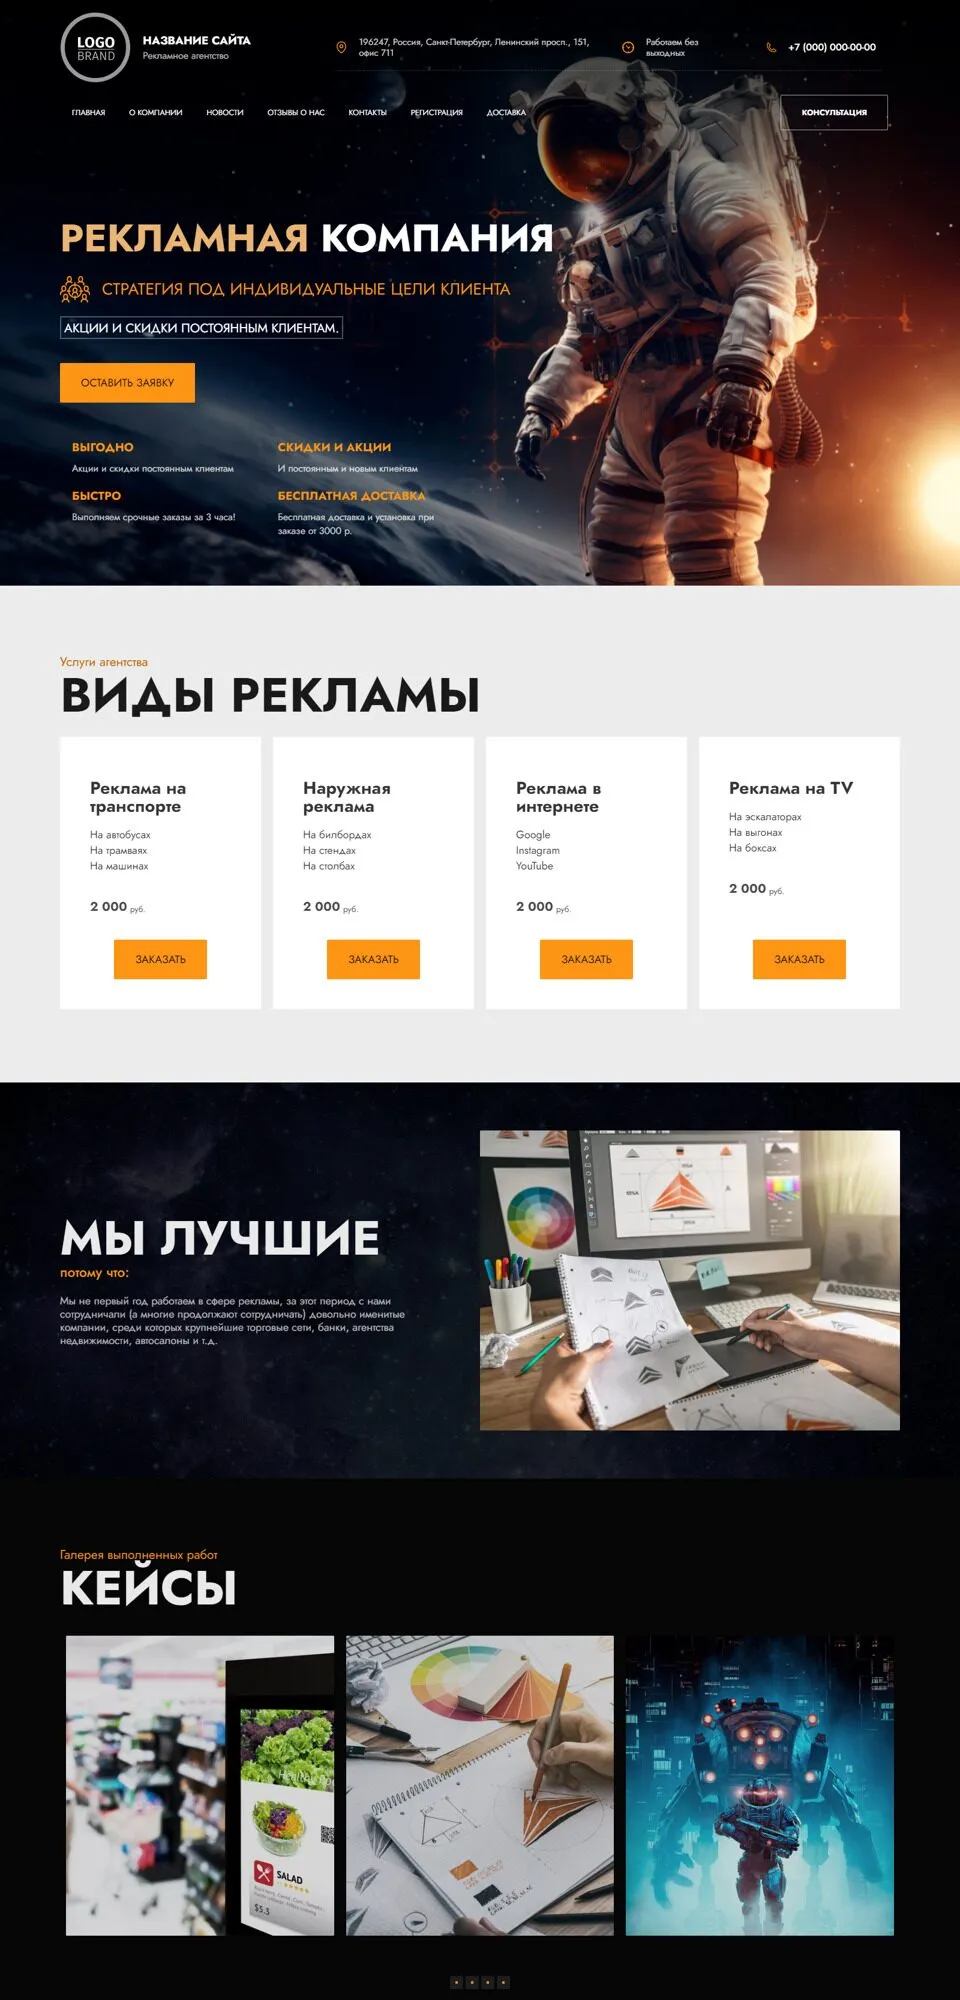 LOGO
BRAND
НАЗВАНИЕ САЙТА
Рекламное агентство
196247, Россия, Санкт-Петербург, Ленинский просп., 151,
офис 711
Работаем без
выходных
+7 (000) 000-00-00
ГЛАВНАЯ
О КОМПАНИИ
НОВОСТИ
ОТЗЫВЫ О НАС
КОНТАКТЫ
РЕГИСТРАЦИЯ
ДОСТАВКА
КОНСУЛЬТАЦИЯ
РЕКЛАМНАЯ КОМПАНИЯ
СТРАТЕГИЯ ПОД ИНДИВИДУАЛЬНЫЕ ЦЕЛИ КЛИЕНТА
АКЦИИ И СКИДКИ ПОСТОЯННЫМ КЛИЕНТАМ.
ОСТАВИТЬ ЗАЯВКУ
ВЫГОДНО
Акции и скидки постоянным клиентам
СКИДКИ И АКЦИИ
И постоянным и новым клиентам
БЫСТРО
Выполняем срочные заказы за 3 часа!
БЕСПЛАТНАЯ ДОСТАВКА
Бесплатная доставка и установка при
заказе от 3000 р.
Услуги агентства
ВИДЫ РЕКЛАМЫ
Реклама на
транспорте
На автобусах
На трамваях
На машинах
2 000 руб.
ЗАКАЗАТЬ
Наружная
реклама
На билбордах
На стендах
На столбах
2 000 руб.
ЗАКАЗАТЬ
Реклама в
интернете
Google
Instagram
YouTube
2 000 руб.
ЗАКАЗАТЬ
Реклама на TV
На эскалаторах
На выгонах
На боксах
2 000 руб.
ЗАКАЗАТЬ
МЫ ЛУЧШИЕ
потому что:
Мы не первый год работаем в сфере рекламы, за этот период с нами
сотрудничали (а многие продолжают сотрудничать) довольно именитые
компании, среди которых крупнейшие торговые сети, банки, агентства
недвижимости, автосалоны и т.д.
Галерея выполненных работ
КЕЙСЫ
SALAD
$5.5